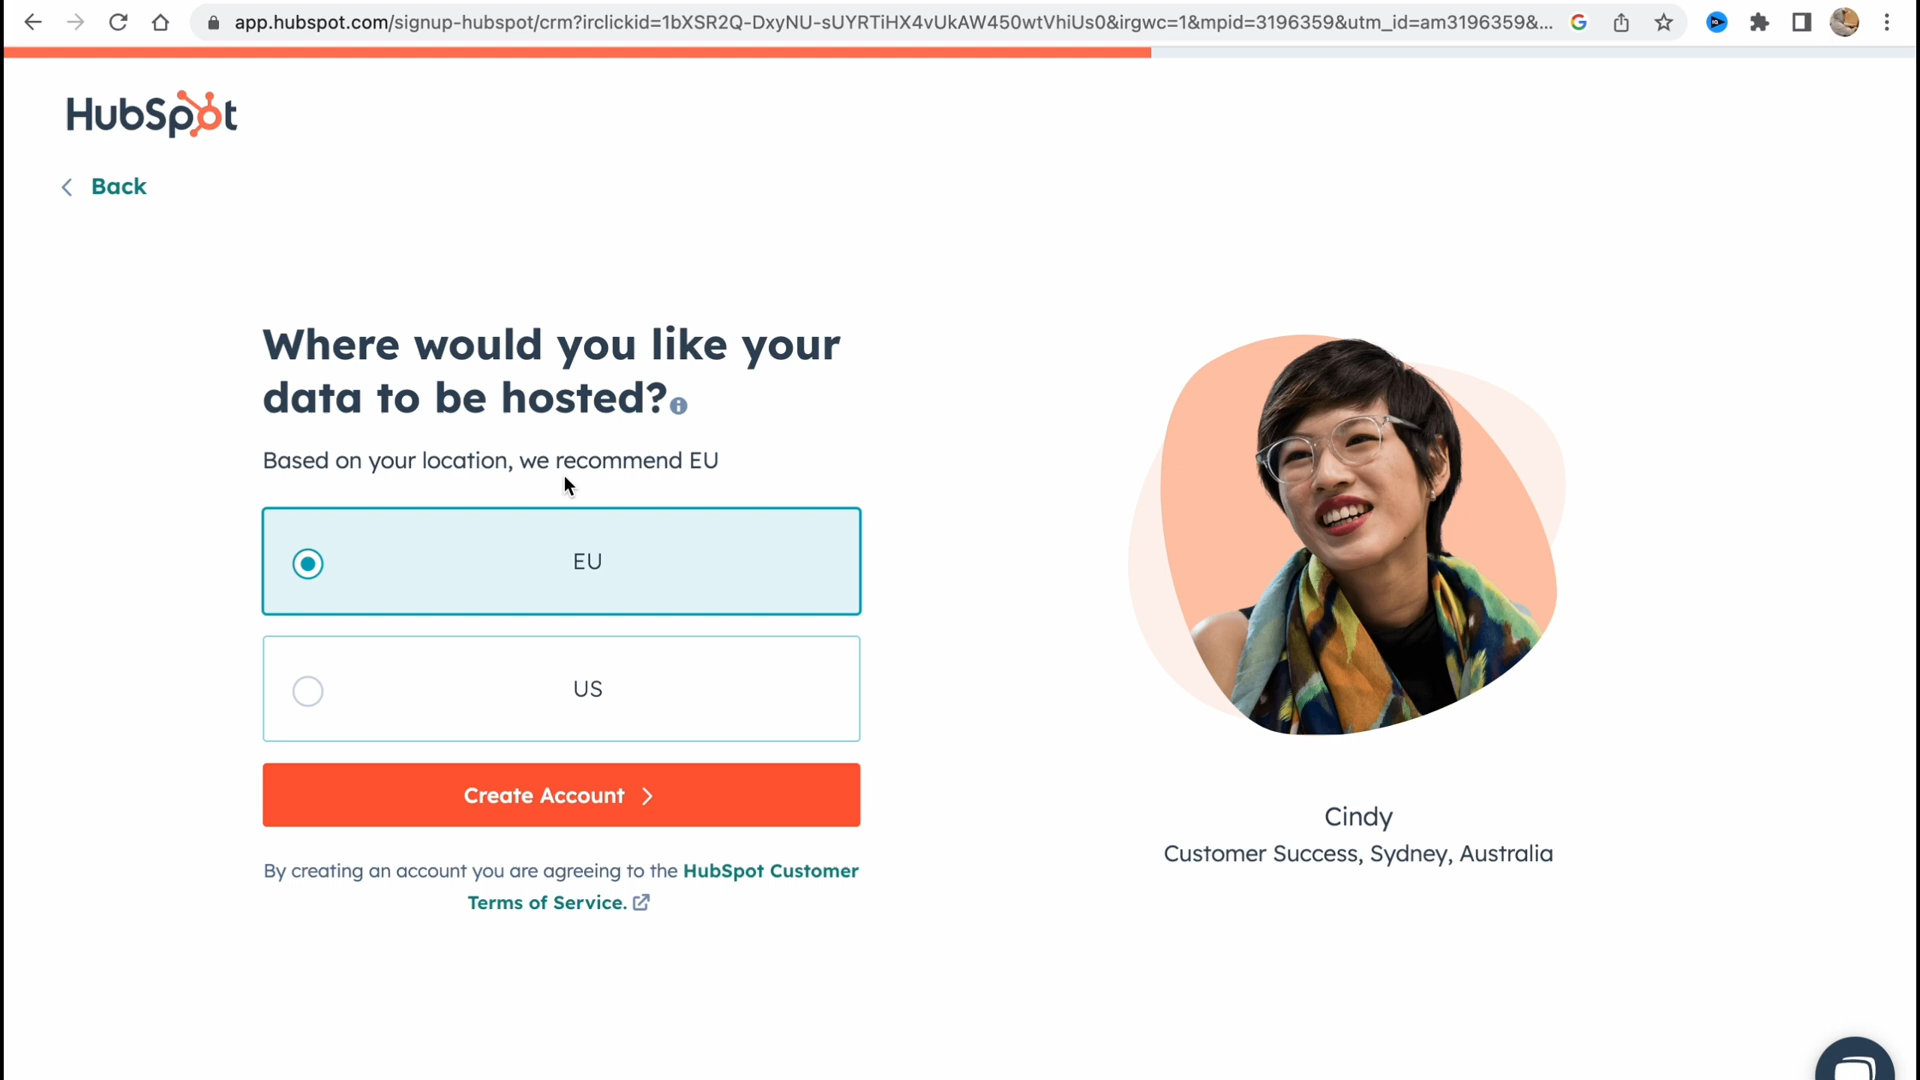 app.hubspot.com/signup-hubspot/crm?irclickid=1bXSR2Q-DxyNU-sUYRTiHX4vUkAW450wtVhiUs0&irgwc=1&mpid=3196359&utm_id=am3196359&...
HubSpot
Back
Where would you like your
data to be hosted?
Based on your location, we recommend EU
EU
US
Create Account
By creating an account you are agreeing to the HubSpot Customer
Terms of Service.
Cindy
Customer Success, Sydney, Australia